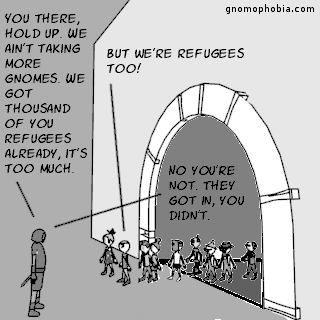 gnomophobia.com
YOU THERE,
HOLD UP. WE
AIN'T TAKING
MORE
GNOMES. WE
GOT
THOUSAND
OF YOU
REFUGEES
ALREADY, IT'S
TOO MUCH.
BUT WE'RE REFUGEES
TOO!
NO YOU'RE
NOT. THEY
GOT IN, YOU
DIDN'T.